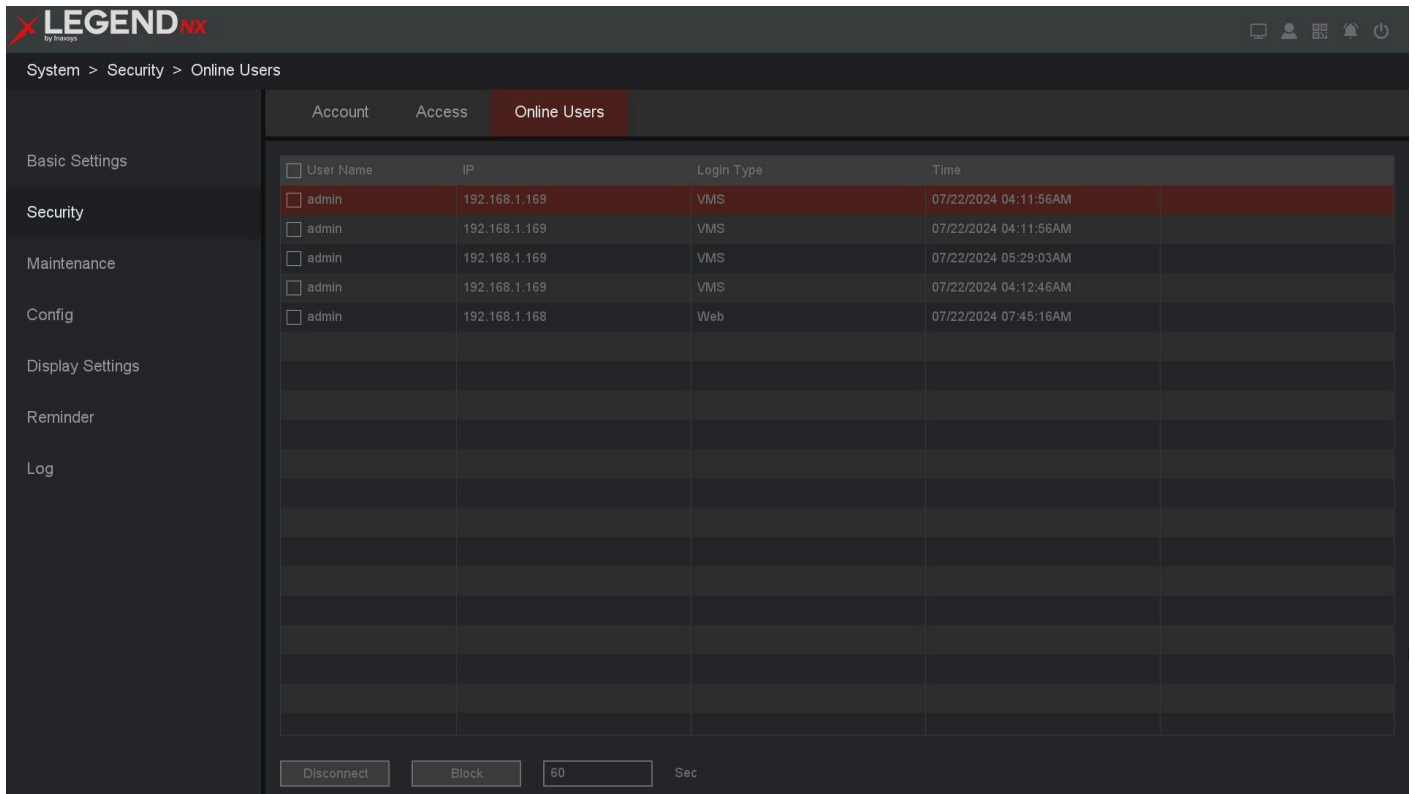 LEGEND NX
by Inaxsys
System > Security > Online Users
Account Access Online Users
Basic Settings
Security
Maintenance
Config
Display Settings
Reminder
Log
User Name IP Login Type Time
admin 192.168.1.169 VMS 07/22/2024 04:11:56AM
admin 192.168.1.169 VMS 07/22/2024 04:11:56AM
admin 192.168.1.169 VMS 07/22/2024 05:29:03AM
admin 192.168.1.169 VMS 07/22/2024 04:12:46AM
admin 192.168.1.168 Web 07/22/2024 07:45:16AM
Disconnect Block 60 Sec